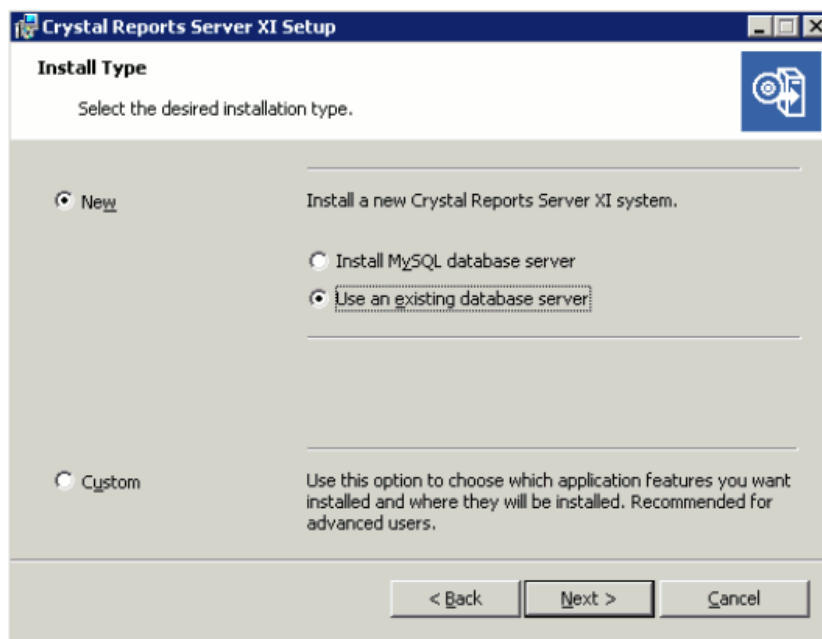 Crystal Reports Server XI Setup
Install Type
Select the desired installation type.
New
Install a new Crystal Reports Server XI system.
Install MySQL database server
Use an existing database server
Custom
Use this option to choose which application features you want
installed and where they will be installed. Recommended for
advanced users.
< Back
Next >
Cancel